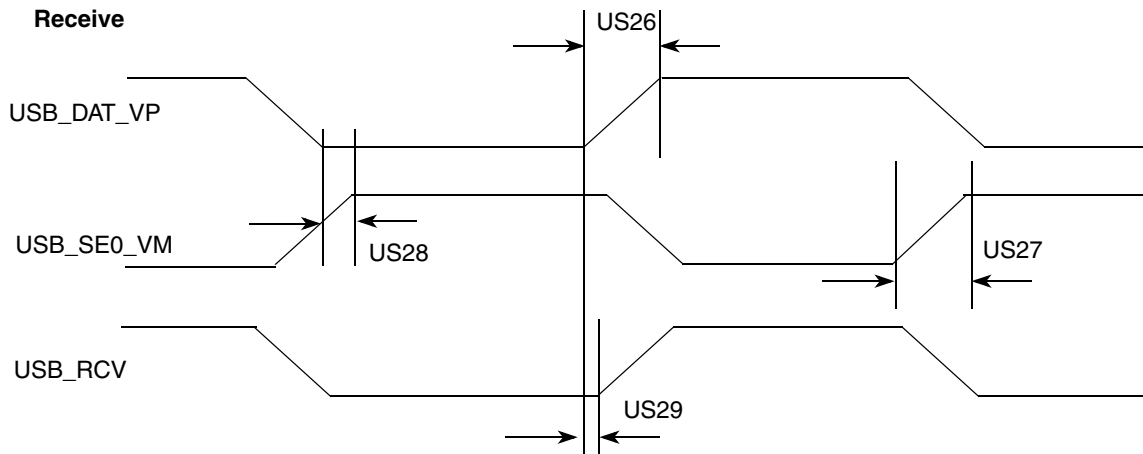 Receive
US26
USB_DAT_VP
USB_SE0_VM
US28
US27
USB_RCV
US29